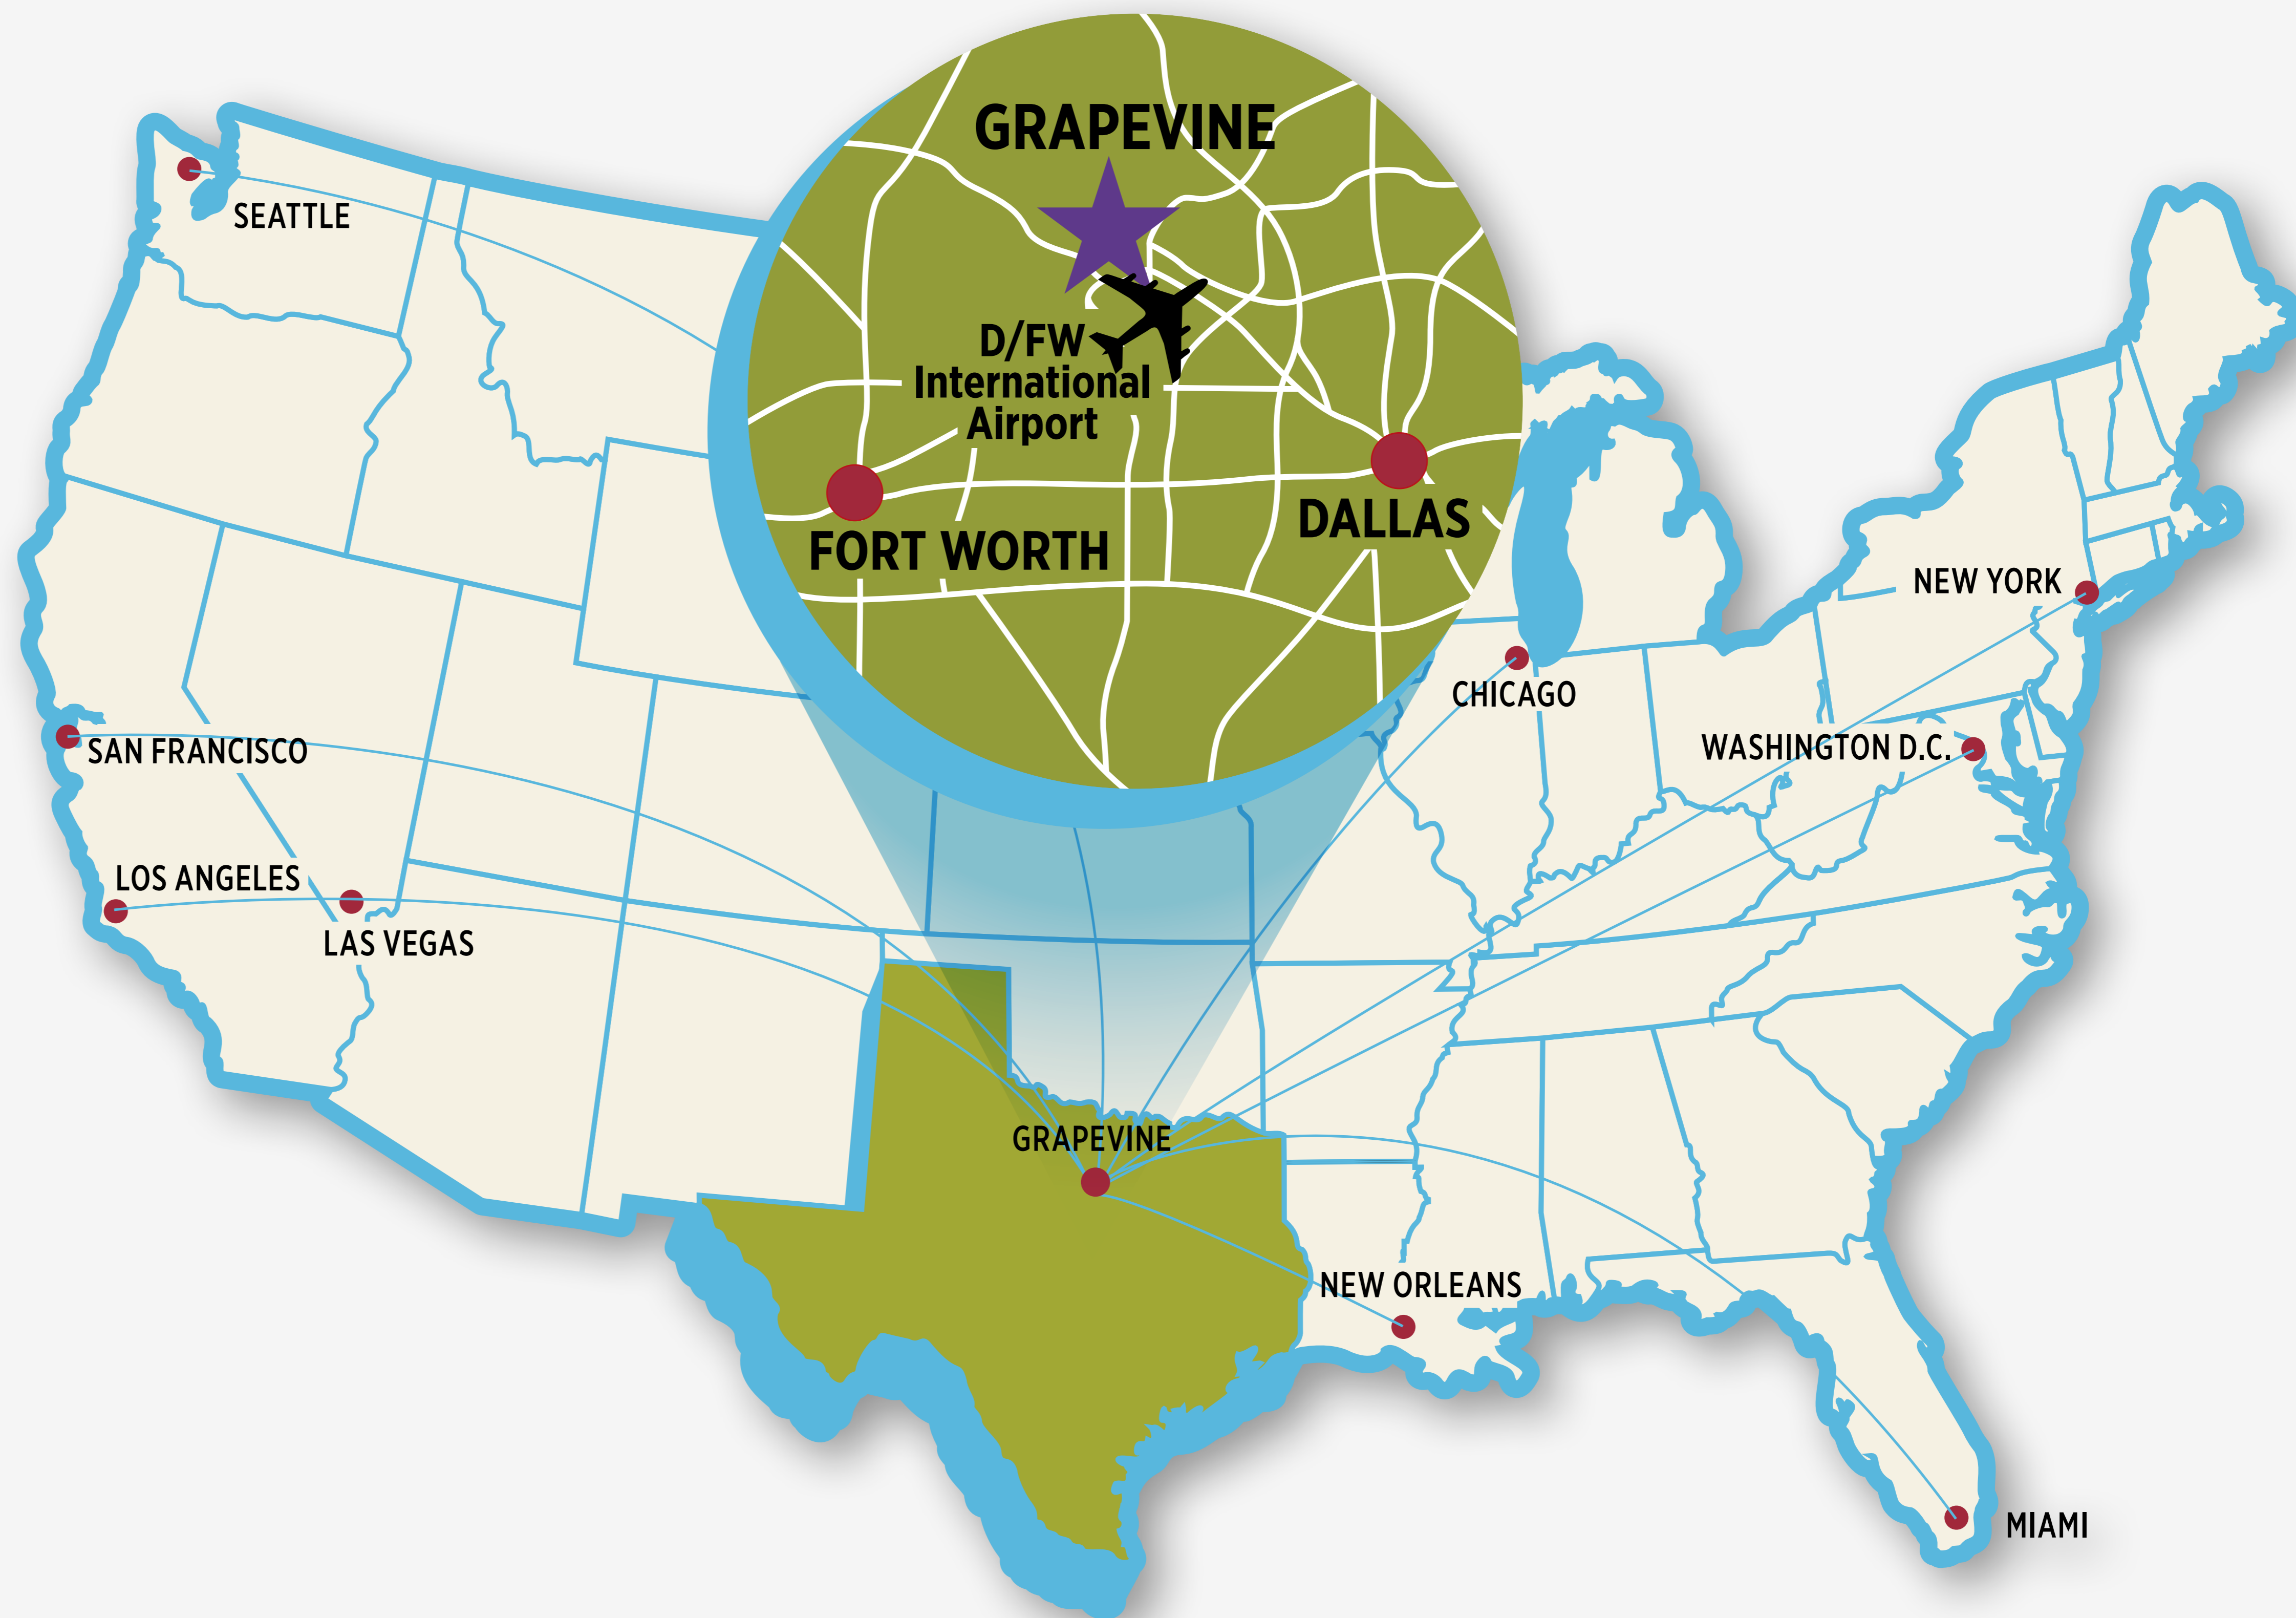 GRAPEVINE
SEATTLE
D/FW
International
Airport
DALLAS
FORT WORTH
NEW YORK
CHICAGO
WASHINGTON D.C.
SAN FRANCISCO
LOS ANGELES
LAS VEGAS
GRAPEVINE
NEW ORLEANS
MIAMI